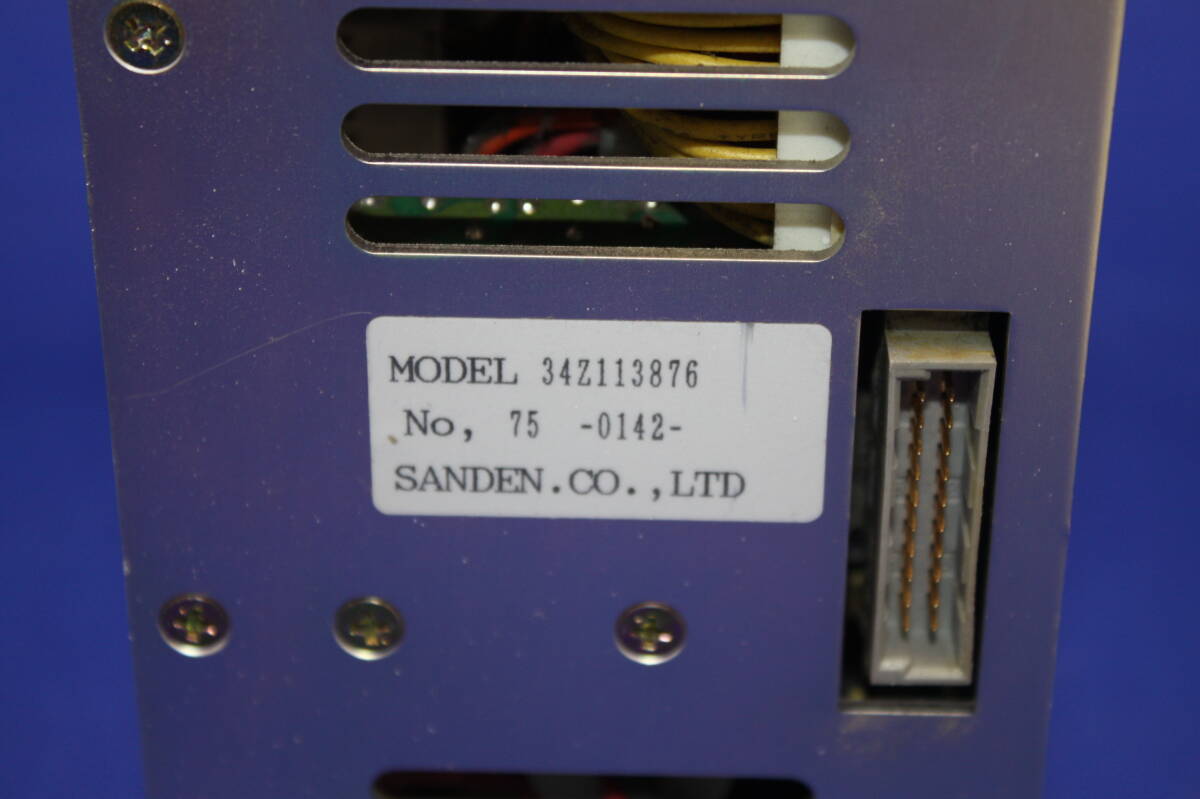 MODEL 34Z113876
No, 75 -0142-
SANDEN.CO.,LTD